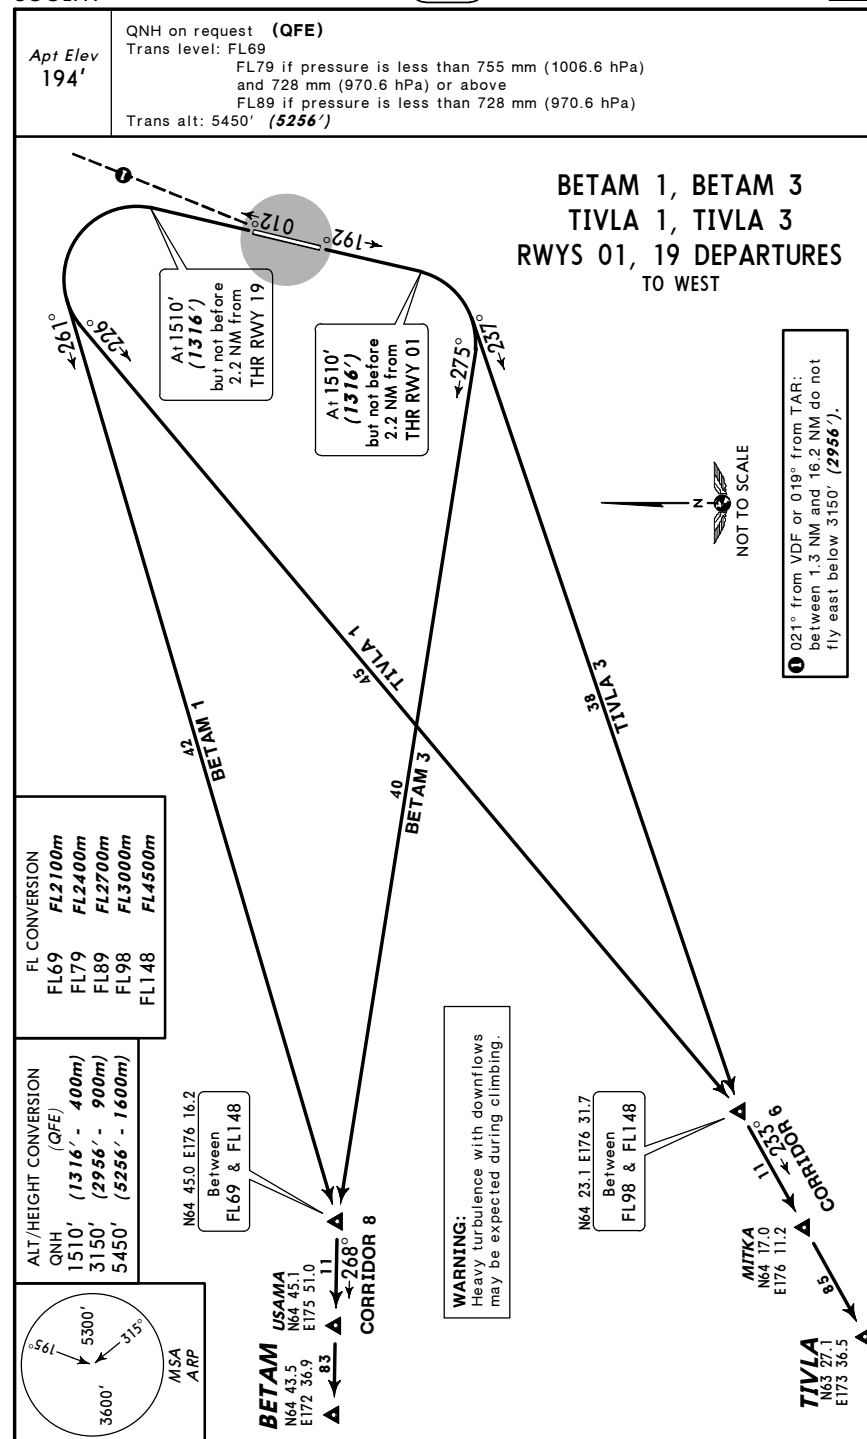 Apt Elev
194'
QNH on request (QFE)
Trans level: FL69
FL79 if pressure is less than 755 mm (1006.6 hPa)
and 728 mm (970.6 hPa) or above
FL89 if pressure is less than 728 mm (970.6 hPa)
Trans alt: 5450' (5256')
BETAM 1, BETAM 3
TIVLA 1, TIVLA 3
RWYS 01, 19 DEPARTURES
TO WEST
1
012°
192°
261°
226°
275°
237°
At 1510'
(1316')
but not before
2.2 NM from
THR RWY 19
At 1510'
(1316')
but not before
2.2 NM from
THR RWY 01
N
NOT TO SCALE
1 021° from VDF or 019° from TAR:
between 1.3 NM and 16.2 NM do not
fly east below 3150' (2956').
42
BETAM 1
45
TIVLA 1
40
BETAM 3
38
TIVLA 3
FL CONVERSION
FL69 FL2100m
FL79 FL2400m
FL89 FL2700m
FL98 FL3000m
FL148 FL4500m
ALT/HEIGHT CONVERSION
QNH (QFE)
1510' (1316' - 400m)
3150' (2956' - 900m)
5450' (5256' - 1600m)
N64 45.0 E176 16.2
Between
FL69 & FL148
WARNING:
Heavy turbulence with downflows
may be expected during climbing.
N64 23.1 E176 31.7
Between
FL98 & FL148
11
268°
CORRIDOR 8
USAMA
N64 45.1
E175 51.0
83
BETAM
N64 43.5
E172 36.9
11
233°
CORRIDOR 6
MITKA
N64 17.0
E176 11.2
85
TIVLA
N63 27.1
E173 36.5
195°
5300'
315°
3600'
MSA
ARP